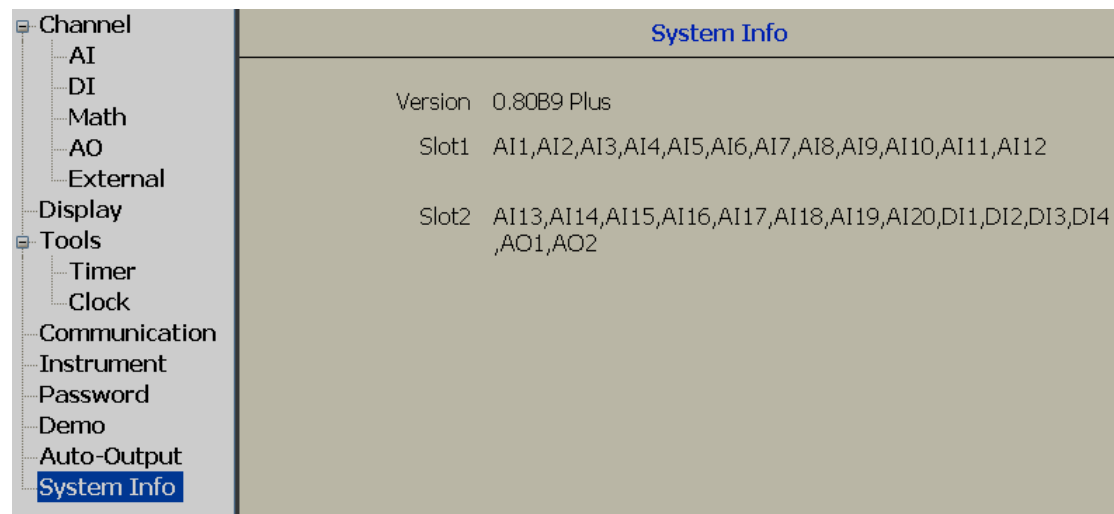 Channel
AI
DI
Math
AO
External
Display
Tools
Timer
Clock
Communication
Instrument
Password
Demo
Auto-Output
System Info
System Info
Version 0.80B9 Plus
Slot1 AI1,AI2,AI3,AI4,AI5,AI6,AI7,AI8,AI9,AI10,AI11,AI12
Slot2 AI13,AI14,AI15,AI16,AI17,AI18,AI19,AI20,DI1,DI2,DI3,DI4
,AO1,AO2